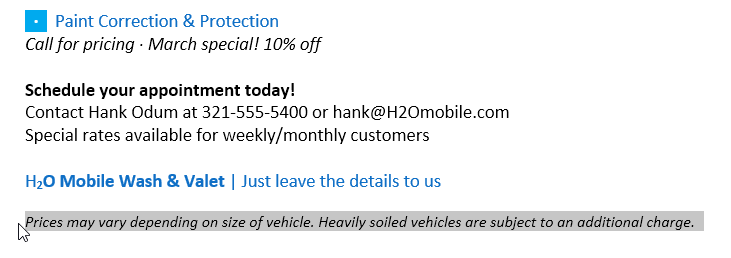 Paint Correction & Protection
Call for pricing · March special! 10% off
Schedule your appointment today!
Contact Hank Odum at 321-555-5400 or hank@H2Omobile.com
Special rates available for weekly/monthly customers
H₂O Mobile Wash & Valet | Just leave the details to us
Prices may vary depending on size of vehicle. Heavily soiled vehicles are subject to an additional charge.